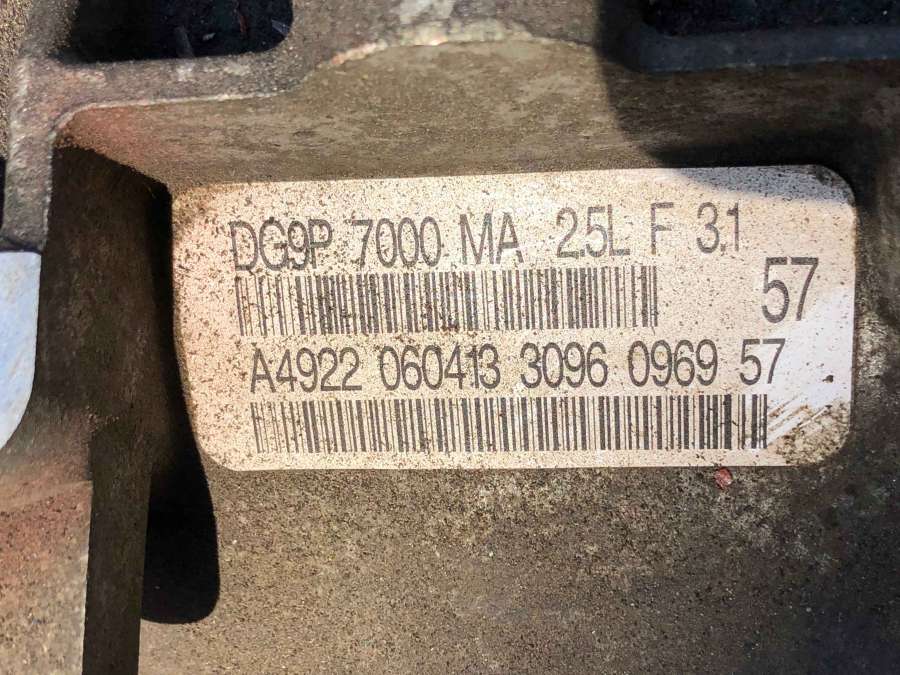 DG9P 7000 MA 2.5L F 3.1
57
A4922 060413 3096 0969 57